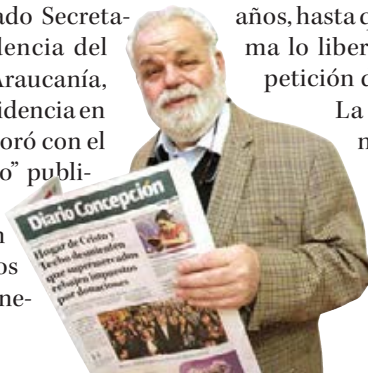 ado Secreta-
lencia del
Araucanía,
idencia en
oró con el
o” publi-
n
os
ne-
años, hasta q
ma lo liber
petición d
La
n
Diario Concepción
Hogar de Cristo y
Techo desmienten
que supermercados
rebajen impuestos
por donaciones